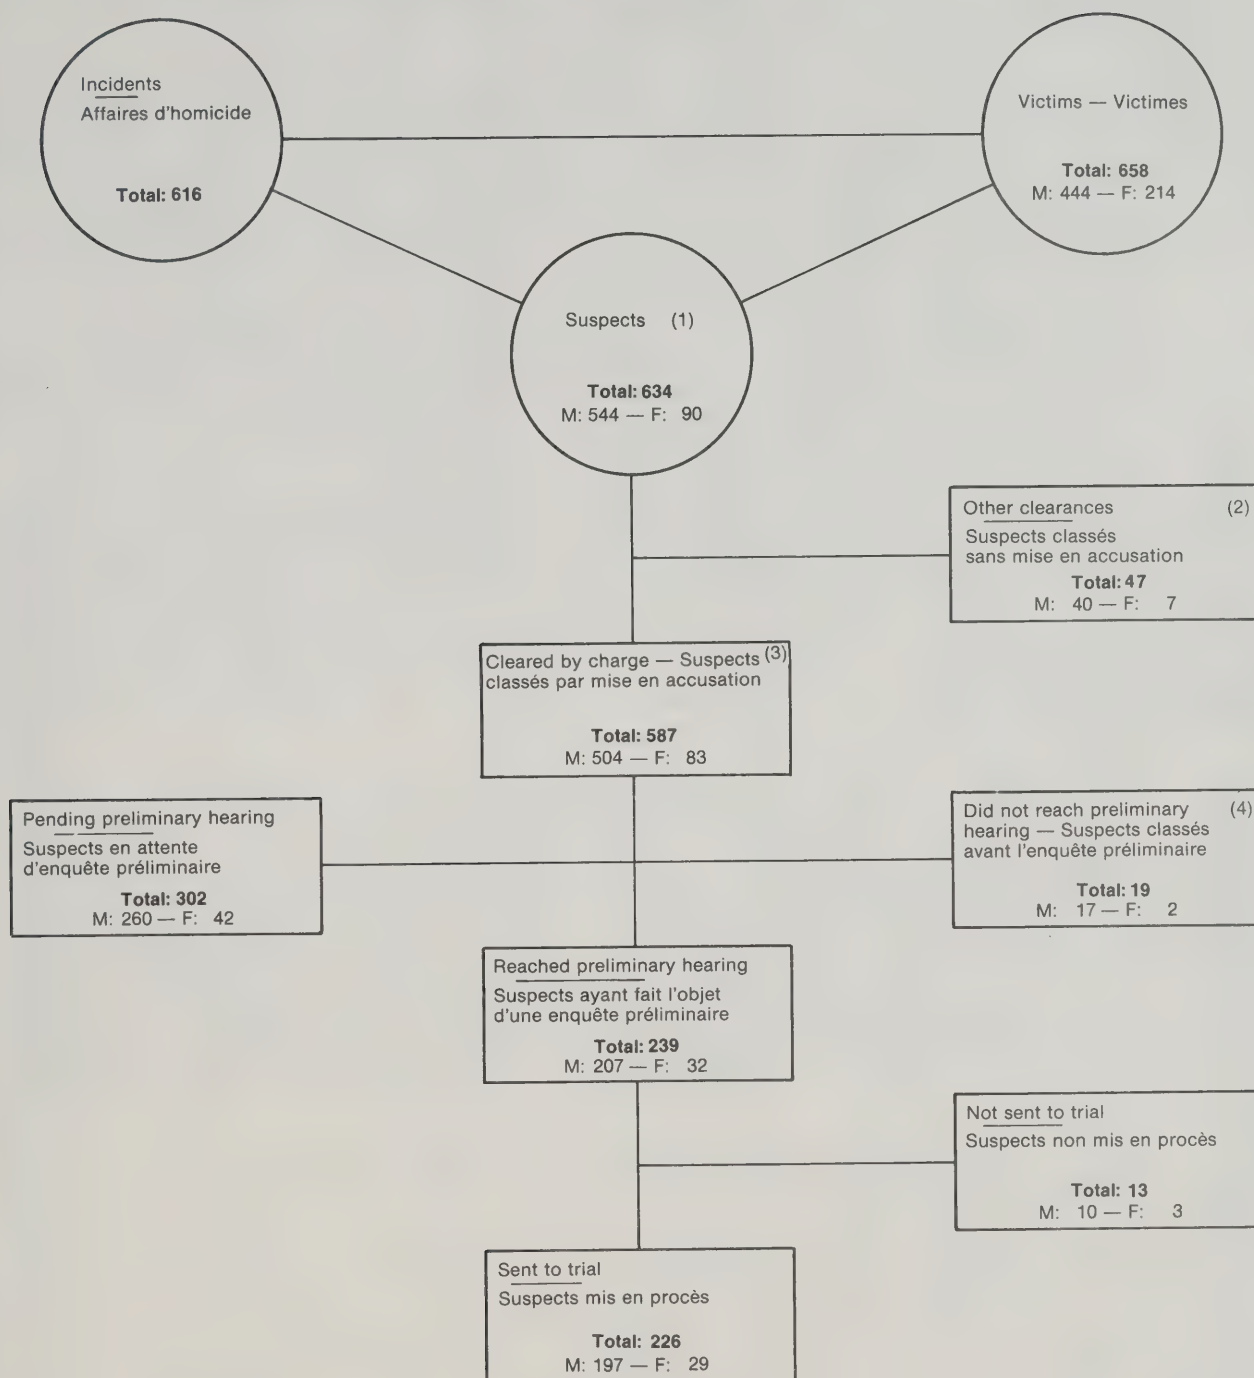 Incidents
Affaires d'homicide
Total: 616
Victims — Victimes
Total: 658
M: 444 — F: 214
Suspects (1)
Total: 634
M: 544 — F: 90
Other clearances (2)
Suspects classés
sans mise en accusation
Total: 47
M: 40 — F: 7
Cleared by charge — Suspects (3)
classés par mise en accusation
Total: 587
M: 504 — F: 83
Pending preliminary hearing
Suspects en attente
d'enquête préliminaire
Total: 302
M: 260 — F: 42
Did not reach preliminary (4)
hearing — Suspects classés
avant l'enquête préliminaire
Total: 19
M: 17 — F: 2
Reached preliminary hearing
Suspects ayant fait l'objet
d'une enquête préliminaire
Total: 239
M: 207 — F: 32
Not sent to trial
Suspects non mis en procès
Total: 13
M: 10 — F: 3
Sent to trial
Suspects mis en procès
Total: 226
M: 197 — F: 29